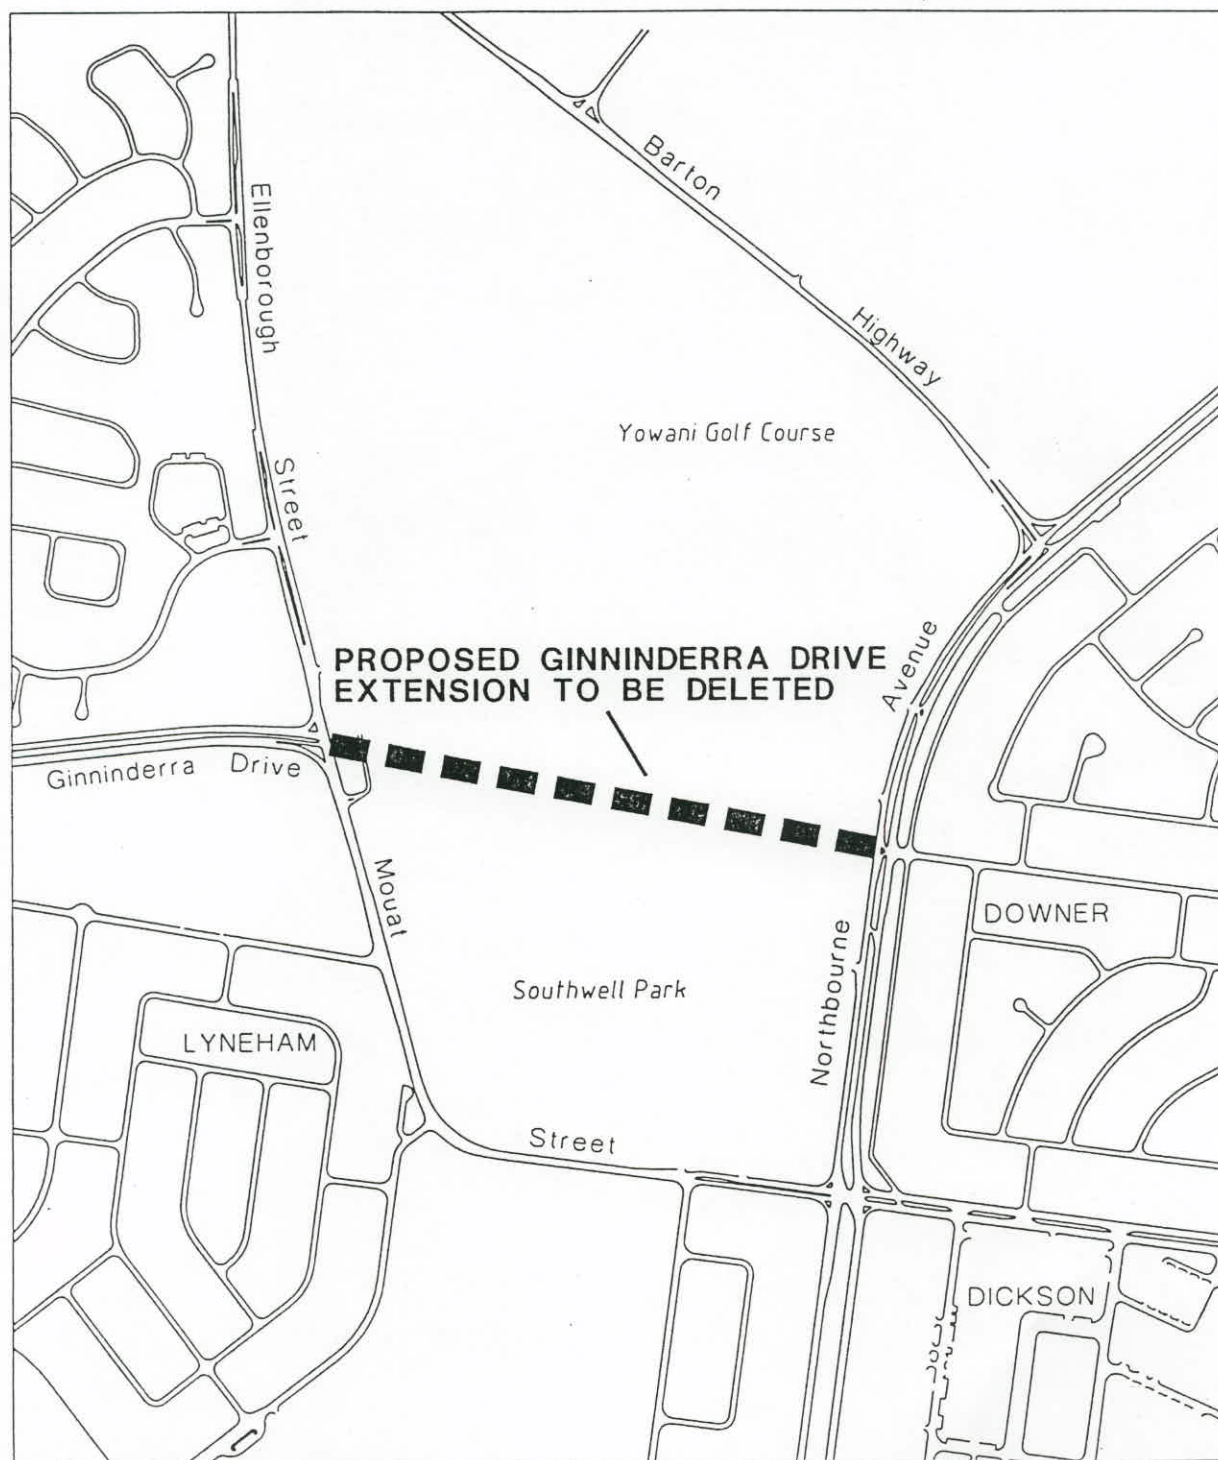 Barton
Highway
Ellenborough
Street
Yowani Golf Course
PROPOSED GINNINDERRA DRIVE
EXTENSION TO BE DELETED
Avenue
Ginninderra Drive
Mouat
DOWNER
Northbourne
Southwell Park
LYNEHAM
Street
DICKSON